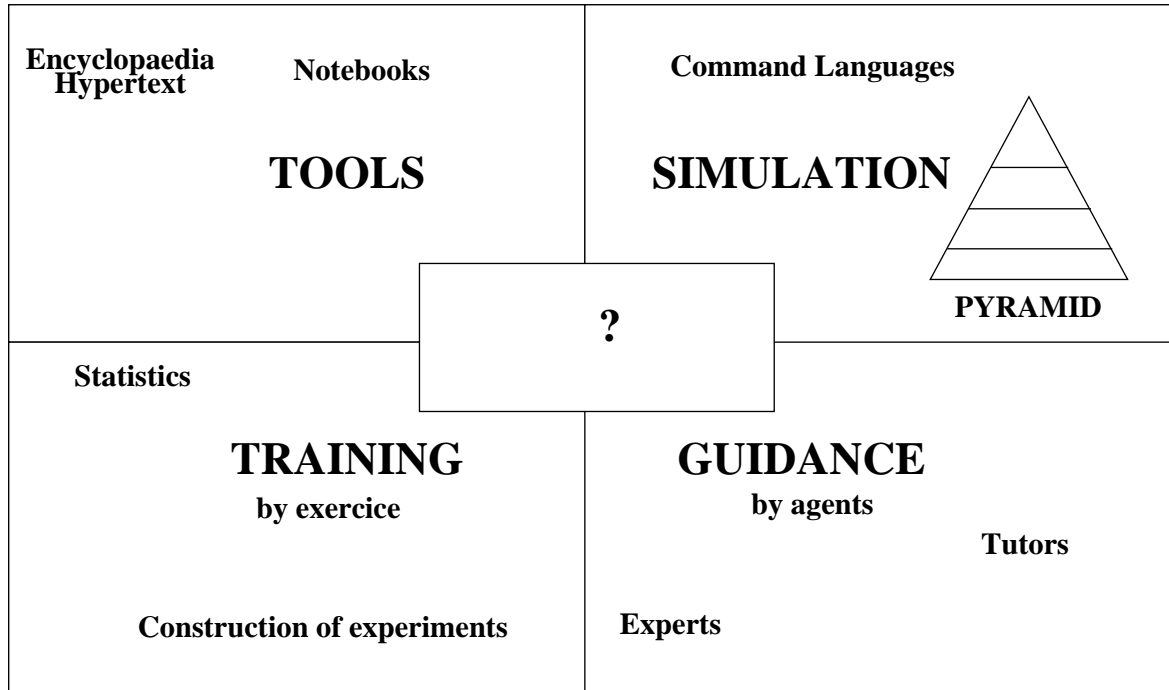 Encyclopaedia
Hypertext
Notebooks
TOOLS
Command Languages
SIMULATION
PYRAMID
?
Statistics
TRAINING
by exercice
Construction of experiments
GUIDANCE
by agents
Tutors
Experts